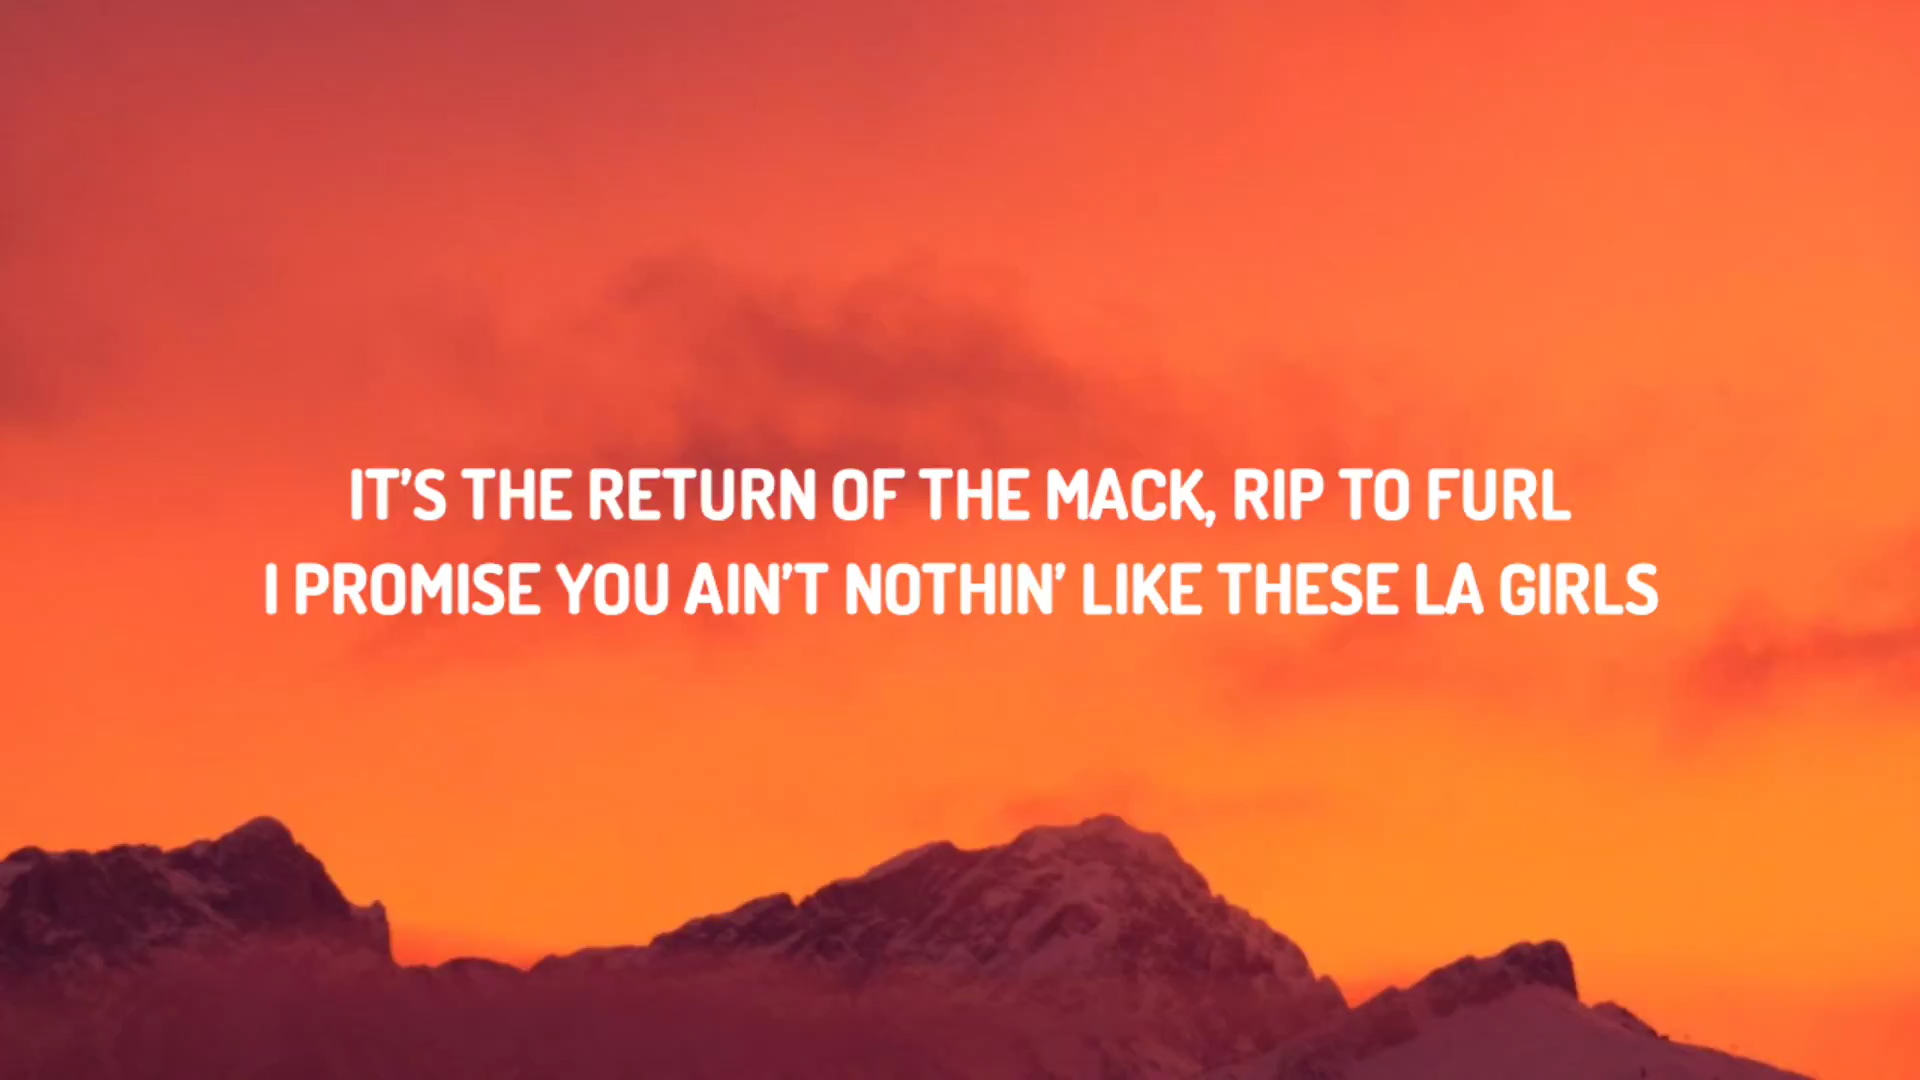 IT'S THE RETURN OF THE MACK, RIP TO FURL
I PROMISE YOU AIN'T NOTHIN' LIKE THESE LA GIRLS